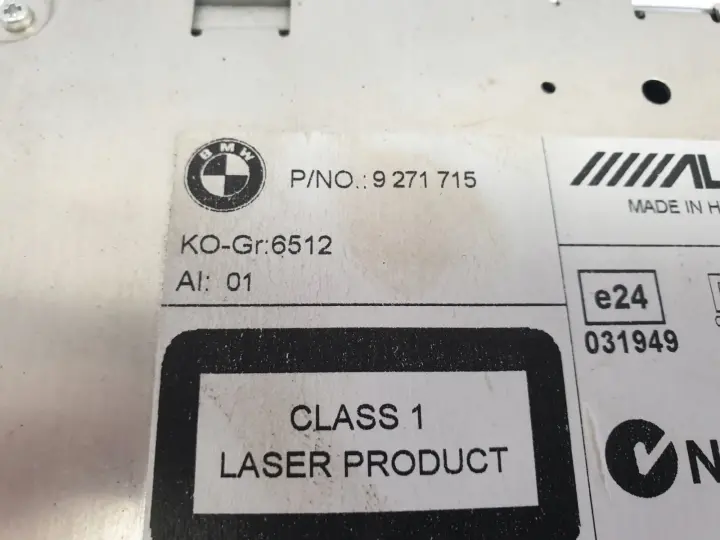 BMW
P/NO.: 9 271 715
KO-Gr:6512
AI: 01
CLASS 1
LASER PRODUCT
MADE IN H
e24
031949
N